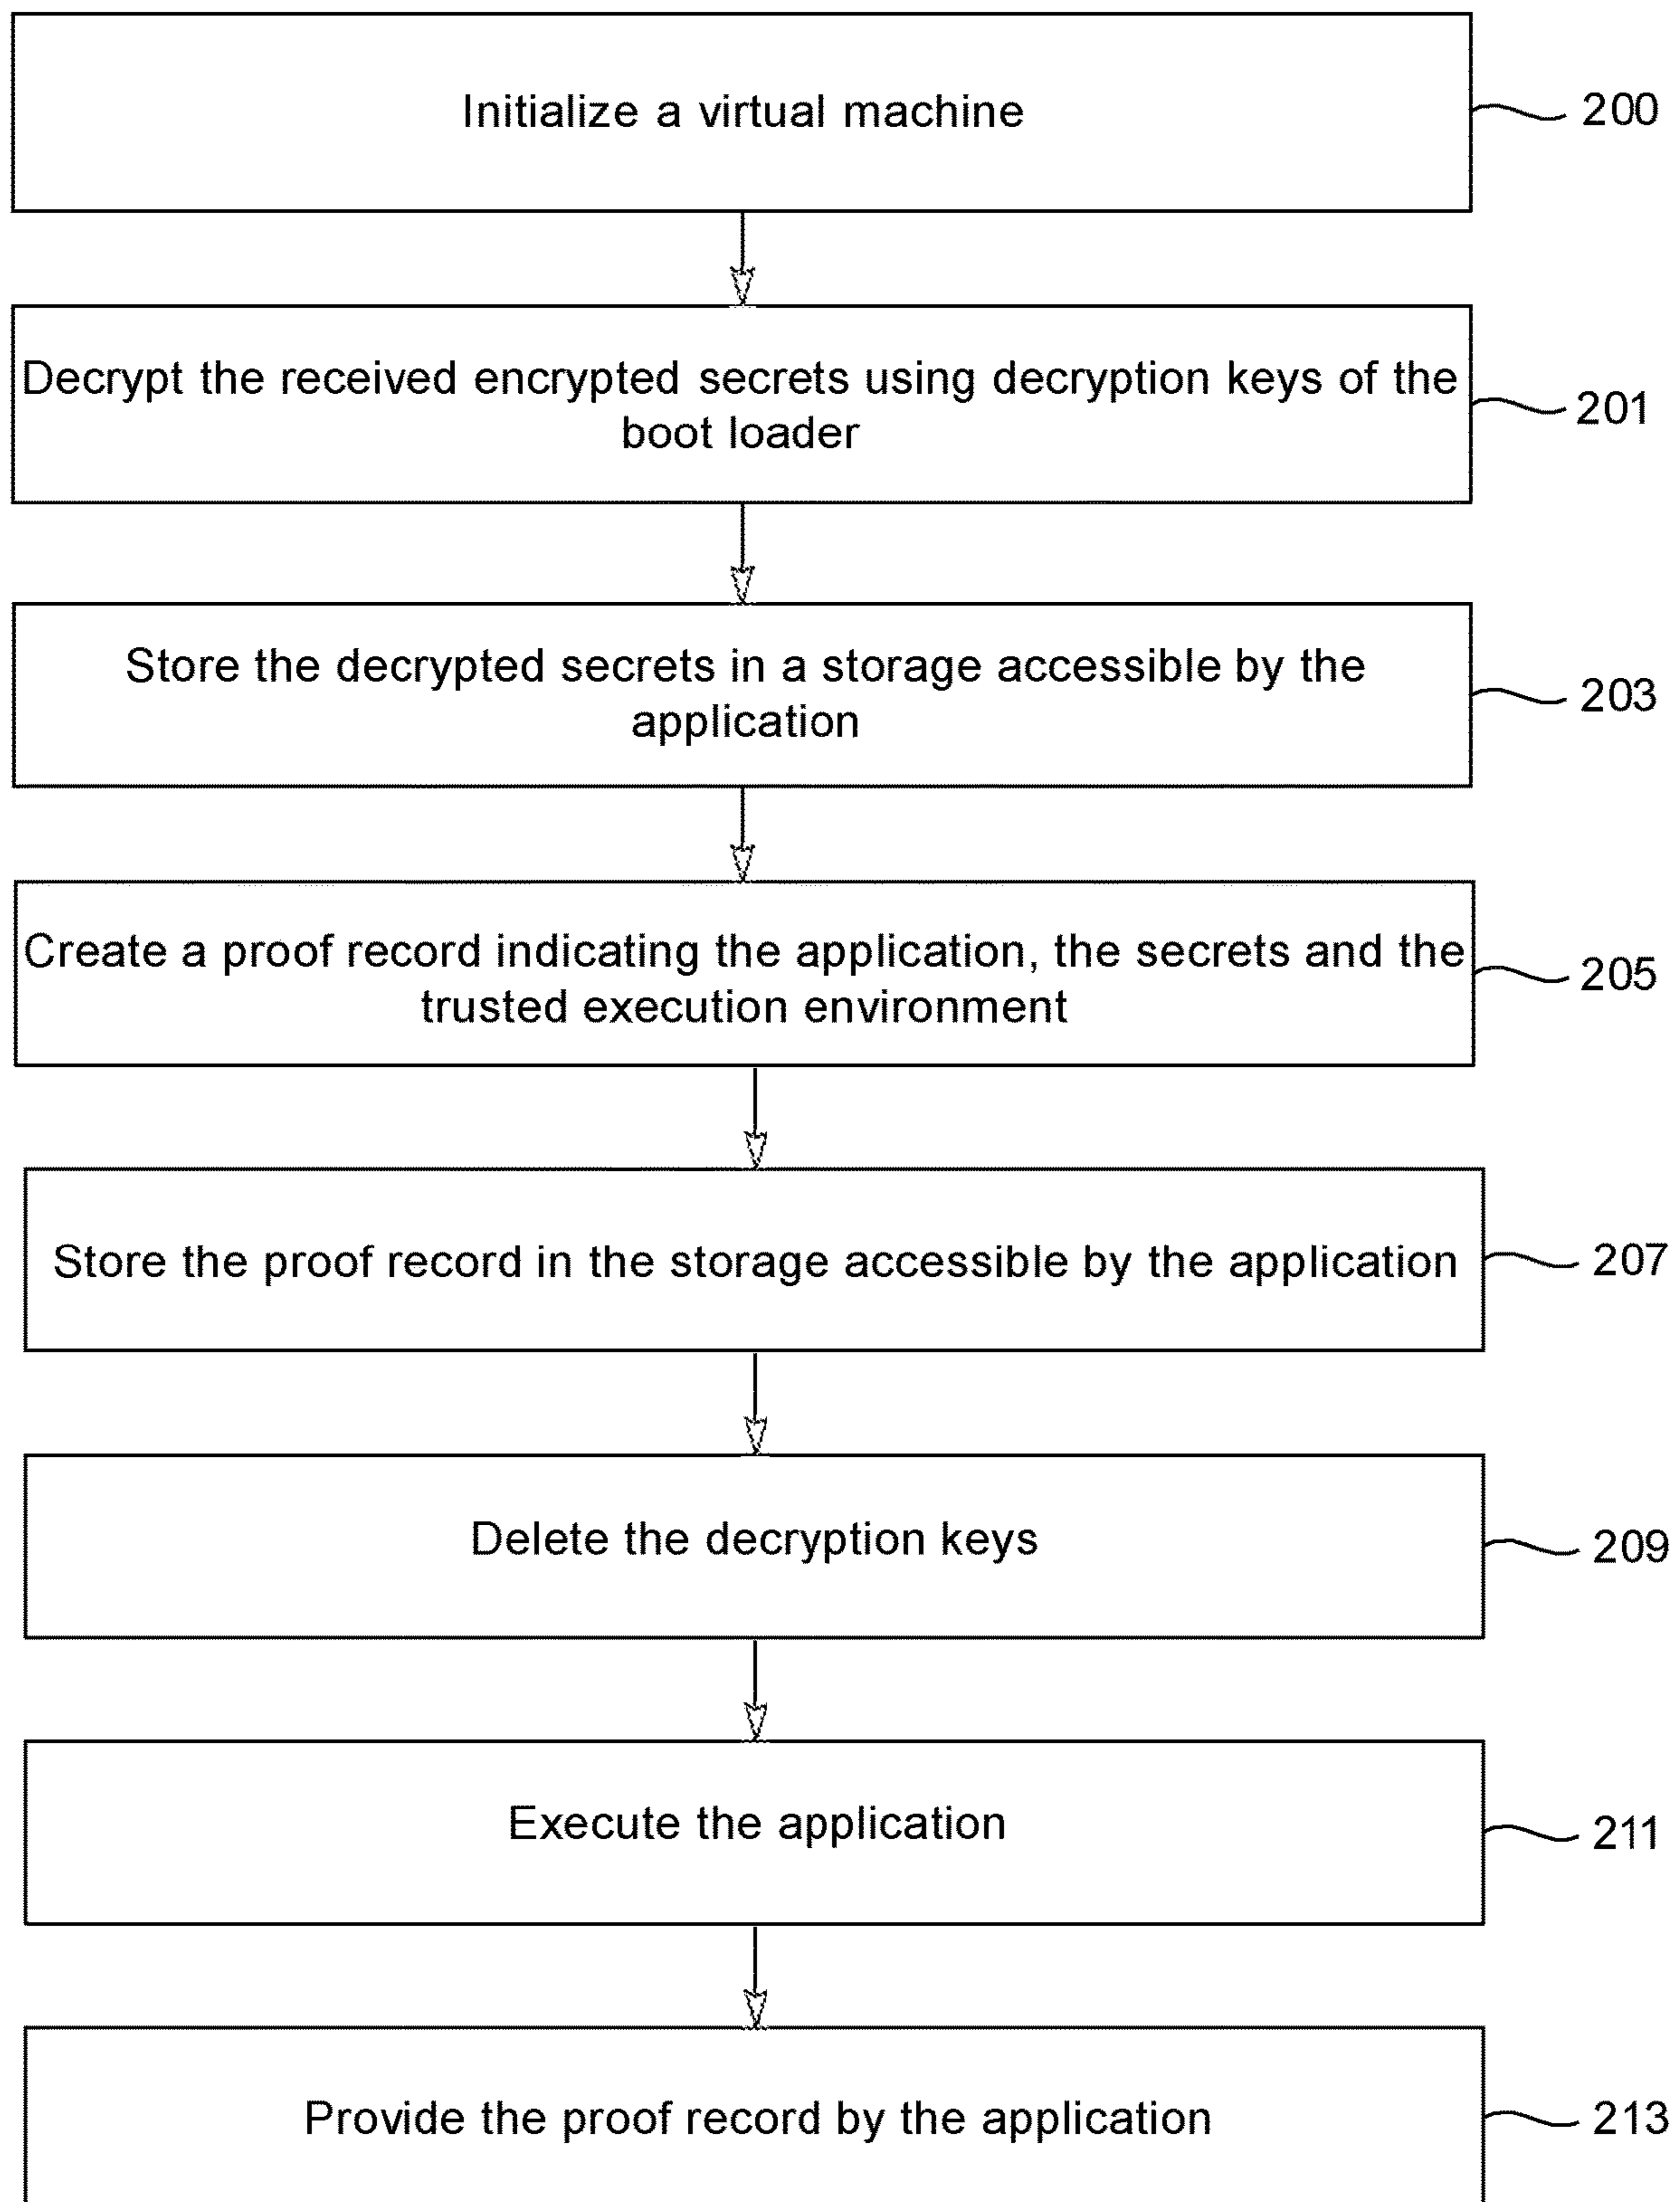 Initialize a virtual machine
200
Decrypt the received encrypted secrets using decryption keys of the
boot loader
201
Store the decrypted secrets in a storage accessible by the
application
203
Create a proof record indicating the application, the secrets and the
trusted execution environment
205
Store the proof record in the storage accessible by the application
207
Delete the decryption keys
209
Execute the application
211
Provide the proof record by the application
213